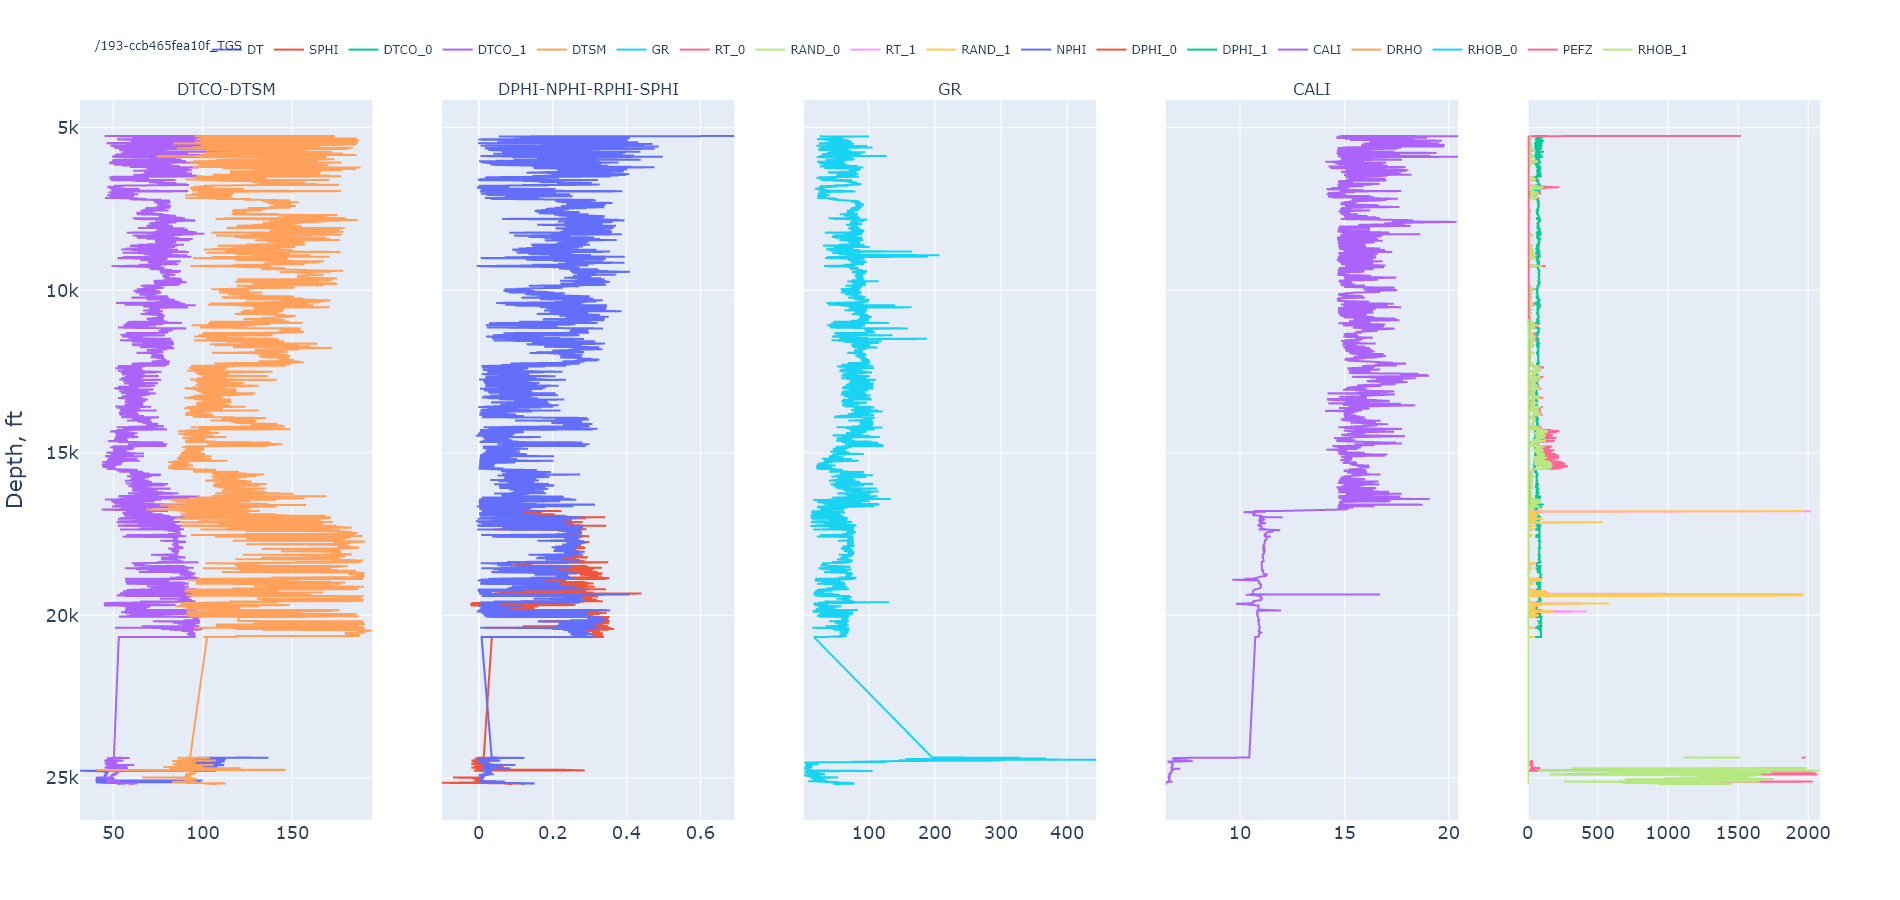 /193-ccb465fea10f_TGS DT SPHI DTCO_0 DTCO_1 DTSM GR RT_0 RAND_0 RT_1 RAND_1 NPHI DPHI_0 DPHI_1 CALI DRHO RHOB_0 PEFZ RHOB_1
DTCO-DTSM DPHI-NPHI-RPHI-SPHI GR CALI
5k
10k
15k
20k
25k
Depth, ft
50 100 150 0 0.2 0.4 0.6 100 200 300 400 10 15 20 0 500 1000 1500 2000